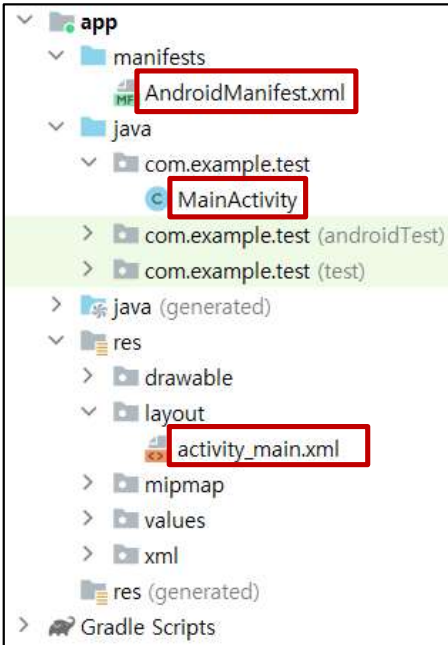 app
manifests
MF AndroidManifest.xml
java
com.example.test
C MainActivity
com.example.test (androidTest)
com.example.test (test)
java (generated)
res
drawable
layout
<> activity_main.xml
mipmap
values
xml
res (generated)
Gradle Scripts